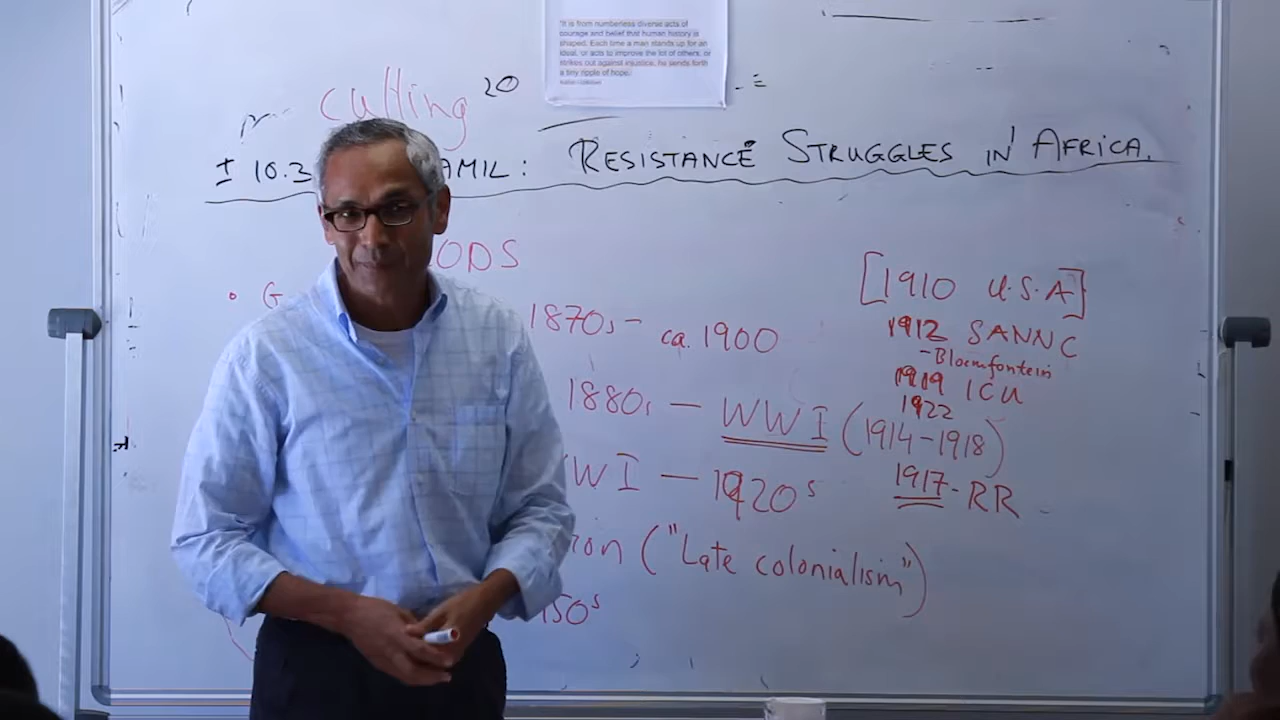 "It is from numberless diverse acts of
courage and belief that human history is
shaped. Each time a man stands up for an
ideal, or acts to improve the lot of others, or
strikes out against injustice, he sends forth
a tiny ripple of hope.
20
± 10.3 AMIL: RESISTANCE STRUGGLES IN AFRICA.
ODS
[1910 U.S.A]
• G 1870s - ca. 1900
1912 SANNC
- Bloemfontein
1919 ICU
1922
1880s — WWI (1914-1918)
WI — 1920s
1917 - RR
ion ("Late colonialism")
50s